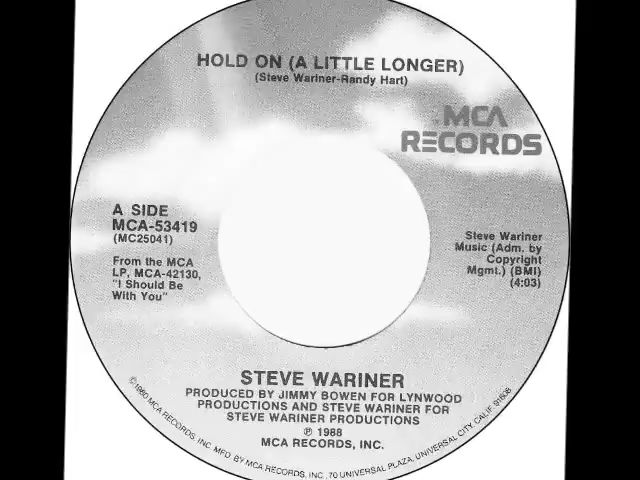 HOLD ON (A LITTLE LONGER)
(Steve Wariner-Randy Hart)
MCA
RECORDS
A SIDE
MCA-53419
(MC25041)
From the MCA
LP, MCA-42130,
"I Should Be
With You"
Steve Wariner
Music (Adm. by
Copyright
Mgmt.) (BMI)
(4:03)
STEVE WARINER
PRODUCED BY JIMMY BOWEN FOR LYNWOOD
PRODUCTIONS AND STEVE WARINER FOR
STEVE WARINER PRODUCTIONS
℗ 1988
MCA RECORDS, INC.
©1980 MCA RECORDS, INC. MFD. BY MCA RECORDS, INC., 70 UNIVERSAL PLAZA, UNIVERSAL CITY, CALIF. 91608